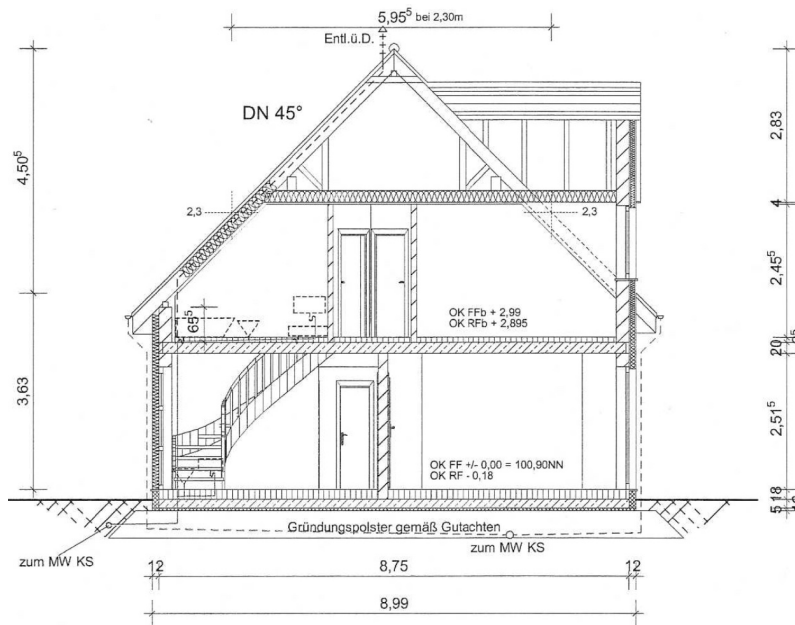 5,95⁵ bei 2,30m
Entl.ü.D.
DN 45°
2,83
4,50⁵
4
2,3
2,3
2,45⁵
65⁵
OK FFb + 2,99
OK RFb + 2,895
20
3,63
2,51⁵
OK FF +/- 0,00 = 100,90NN
OK RF - 0,18
18
5
Gründungspolster gemäß Gutachten
zum MW KS
zum MW KS
12
8,75
12
8,99